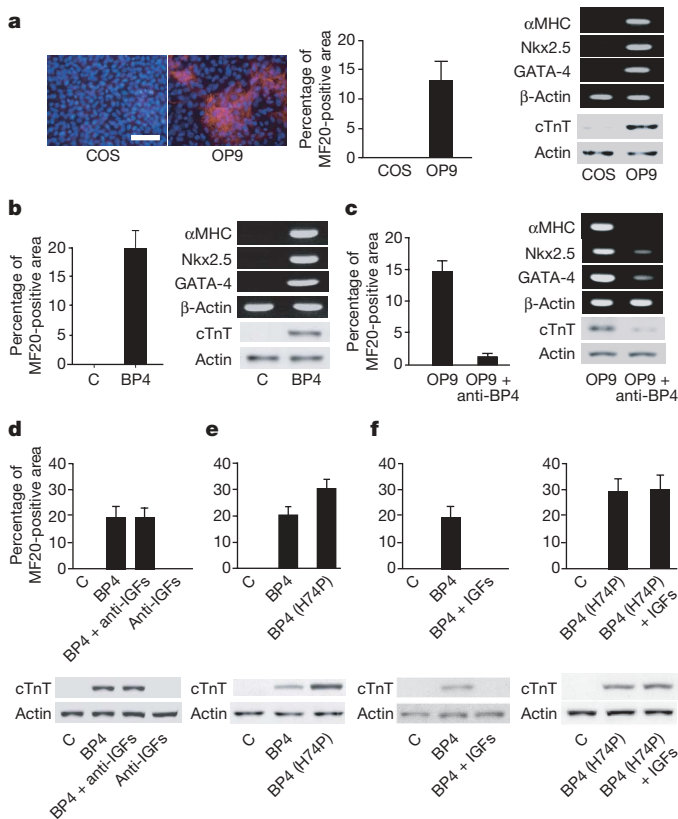 a
COS
OP9
Percentage of
MF20-positive area
20
15
10
5
0
COS OP9
αMHC
Nkx2.5
GATA-4
β-Actin
cTnT
Actin
COS OP9
b
Percentage of
MF20-positive area
20
15
10
5
0
C BP4
αMHC
Nkx2.5
GATA-4
β-Actin
cTnT
Actin
C BP4
c
Percentage of
MF20-positive area
20
15
10
5
0
OP9
OP9 +
anti-BP4
αMHC
Nkx2.5
GATA-4
β-Actin
cTnT
Actin
OP9
OP9 +
anti-BP4
d
Percentage of
MF20-positive area
40
30
20
10
0
C
BP4
BP4 + anti-IGFs
Anti-IGFs
cTnT
Actin
C
BP4
BP4 + anti-IGFs
Anti-IGFs
e
40
30
20
10
0
C
BP4
BP4 (H74P)
cTnT
Actin
C
BP4
BP4 (H74P)
f
40
30
20
10
0
C
BP4
BP4 + IGFs
cTnT
Actin
C
BP4
BP4 + IGFs
40
30
20
10
0
C
BP4 (H74P)
BP4 (H74P)
+ IGFs
cTnT
Actin
C
BP4 (H74P)
BP4 (H74P)
+ IGFs